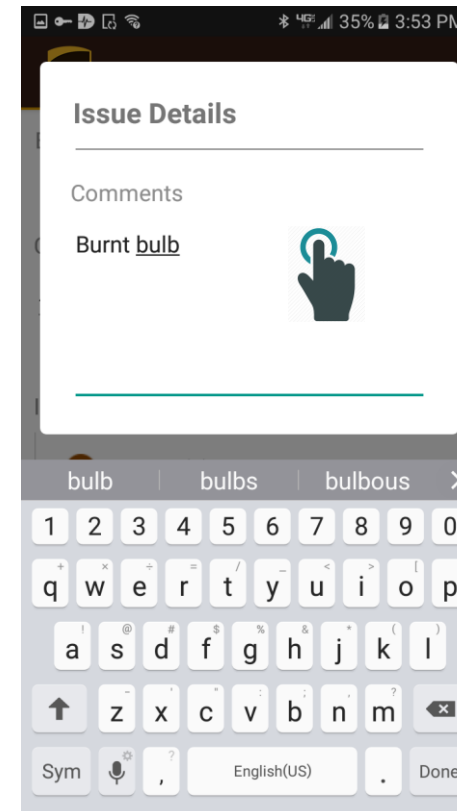 4G 35% 3:53 PM
Issue Details
Comments
Burnt bulb
bulb bulbs bulbous
1 2 3 4 5 6 7 8 9 0
q w e r t y u i o p
a s d f g h j k l
z x c v b n m
Sym , English(US) . Done